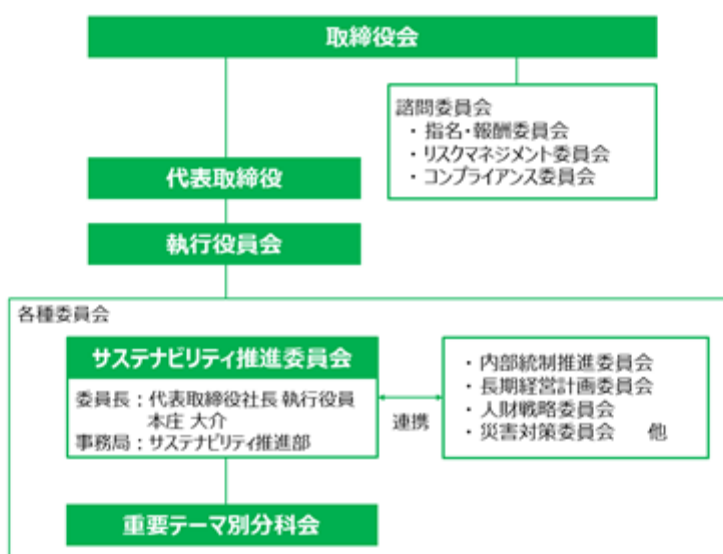 取締役会
諮問委員会
・ 指名・報酬委員会
・ リスクマネジメント委員会
・ コンプライアンス委員会
代表取締役
執行役員会
各種委員会
サステナビリティ推進委員会
委員長：代表取締役社長 執行役員
本庄 大介
事務局：サステナビリティ推進部
連携
・ 内部統制推進委員会
・ 長期経営計画委員会
・ 人財戦略委員会
・ 災害対策委員会　他
重要テーマ別分科会